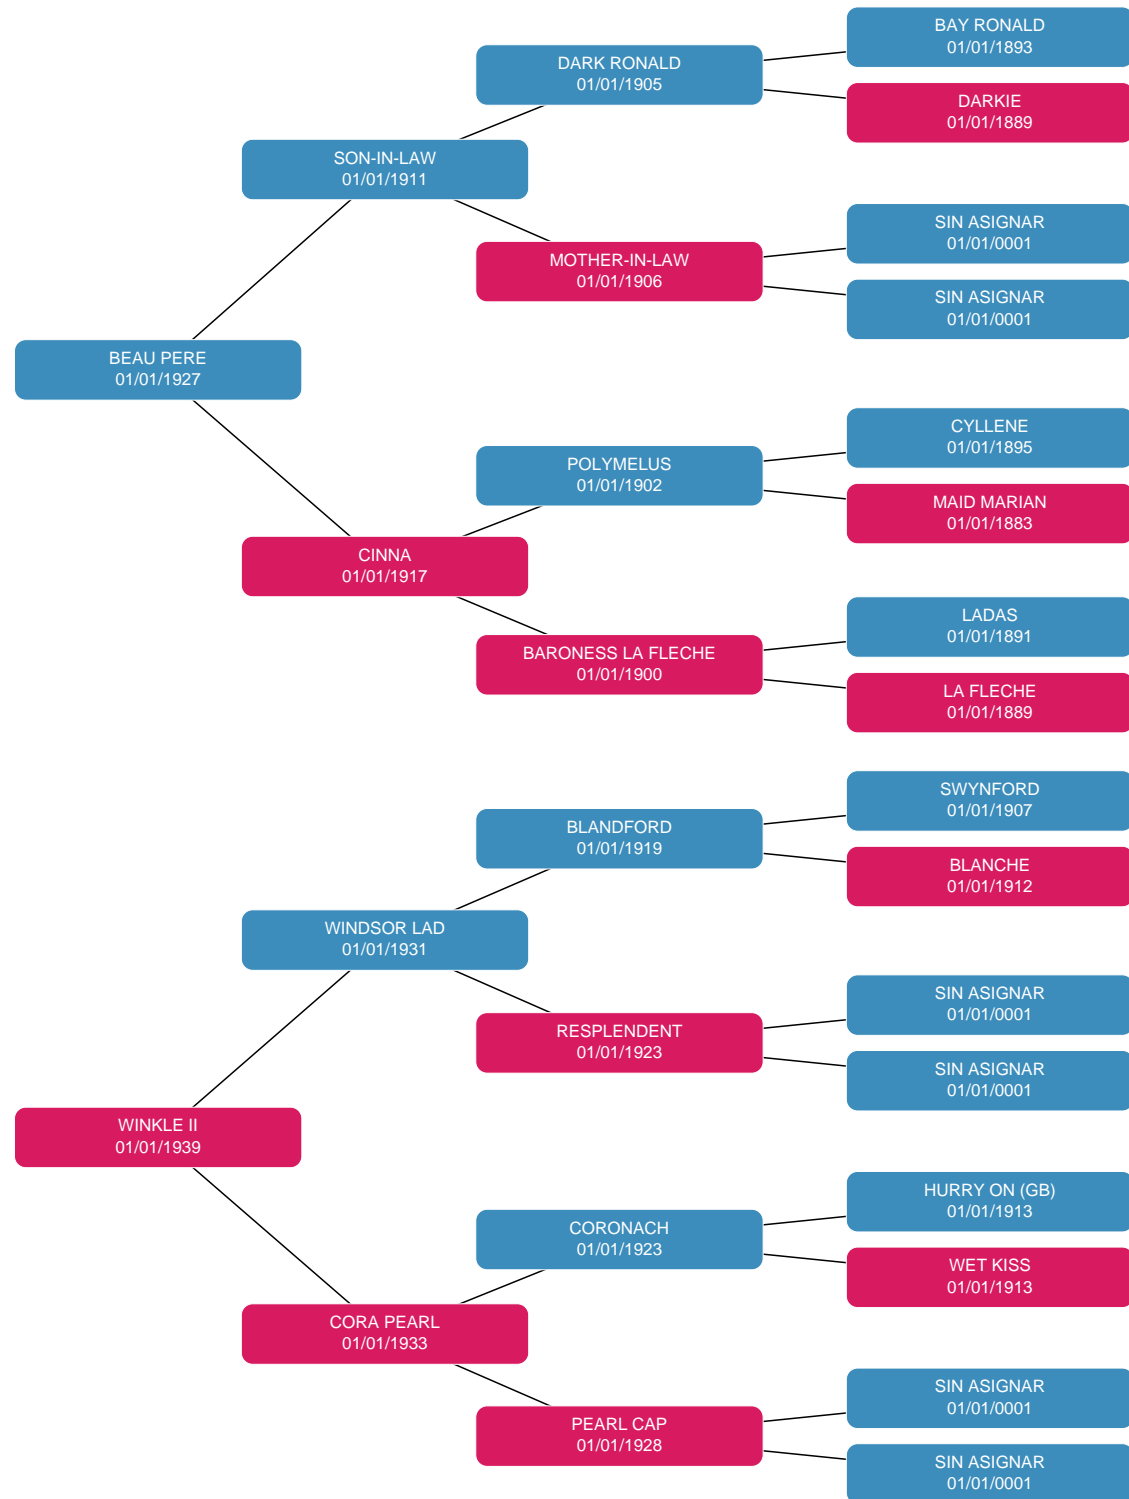 BAY RONALD
01/01/1893
DARK RONALD
01/01/1905
DARKIE
01/01/1889
SON-IN-LAW
01/01/1911
SIN ASIGNAR
01/01/0001
MOTHER-IN-LAW
01/01/1906
SIN ASIGNAR
01/01/0001
BEAU PERE
01/01/1927
CYLLENE
01/01/1895
POLYMELUS
01/01/1902
MAID MARIAN
01/01/1883
CINNA
01/01/1917
LADAS
01/01/1891
BARONESS LA FLECHE
01/01/1900
LA FLECHE
01/01/1889
SWYNFORD
01/01/1907
BLANDFORD
01/01/1919
BLANCHE
01/01/1912
WINDSOR LAD
01/01/1931
SIN ASIGNAR
01/01/0001
RESPLENDENT
01/01/1923
SIN ASIGNAR
01/01/0001
WINKLE II
01/01/1939
HURRY ON (GB)
01/01/1913
CORONACH
01/01/1923
WET KISS
01/01/1913
CORA PEARL
01/01/1933
SIN ASIGNAR
01/01/0001
PEARL CAP
01/01/1928
SIN ASIGNAR
01/01/0001